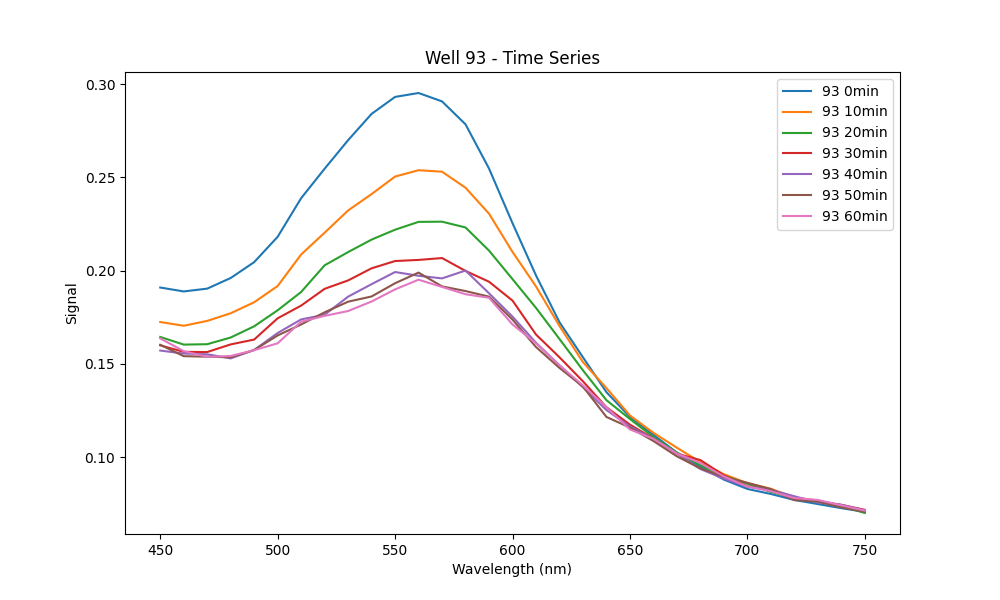 Well 93 - Time Series
Signal
0.30
0.25
0.20
0.15
0.10
93 0min
93 10min
93 20min
93 30min
93 40min
93 50min
93 60min
450 500 550 600 650 700 750
Wavelength (nm)